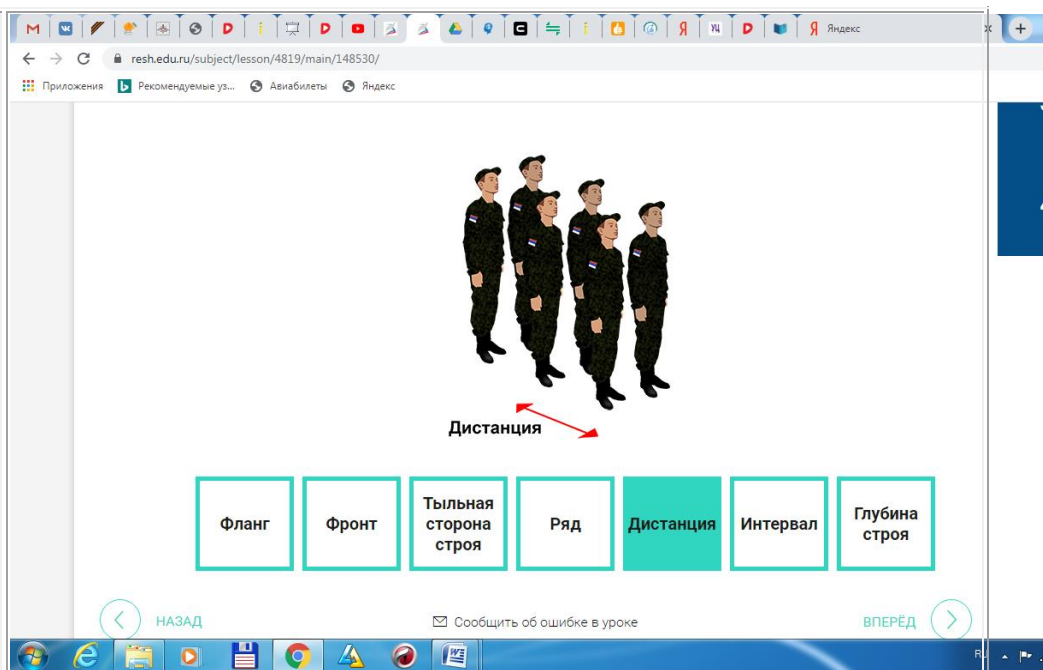 Яндекс
resh.edu.ru/subject/lesson/4819/main/148530/
Приложения Рекомендуемые уз... Авиабилеты Яндекс
Дистанция
Фланг
Фронт
Тыльная
сторона
строя
Ряд
Дистанция
Интервал
Глубина
строя
НАЗАД
Сообщить об ошибке в уроке
ВПЕРЁД